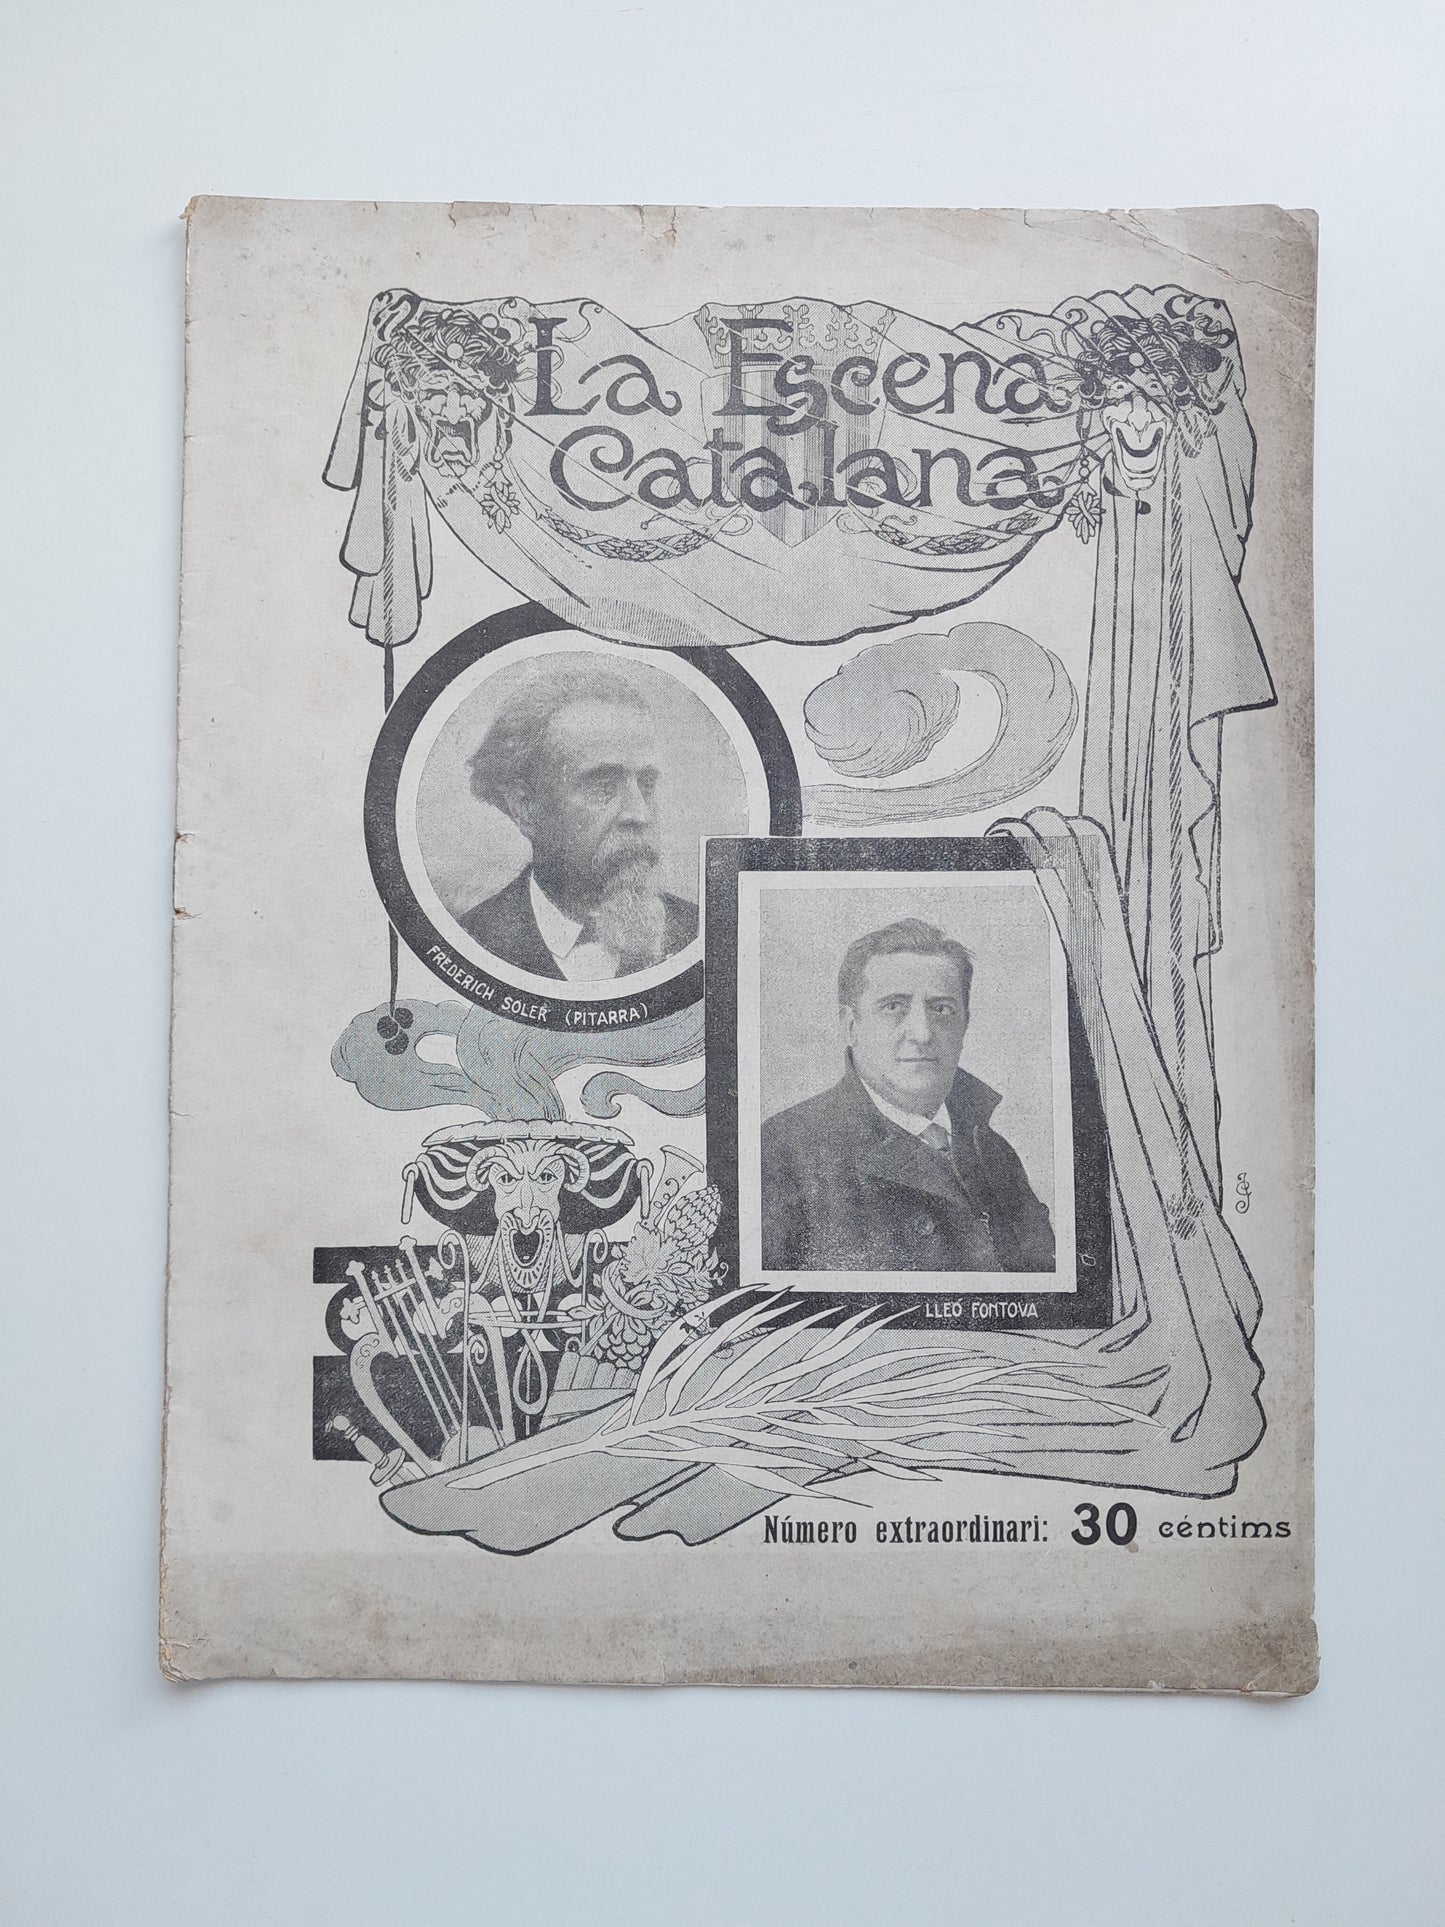 La Escena
Catalana
FREDERICH SOLER (PITARRA)
LLEÓ FONTOVA
Número extraordinari: 30 céntims